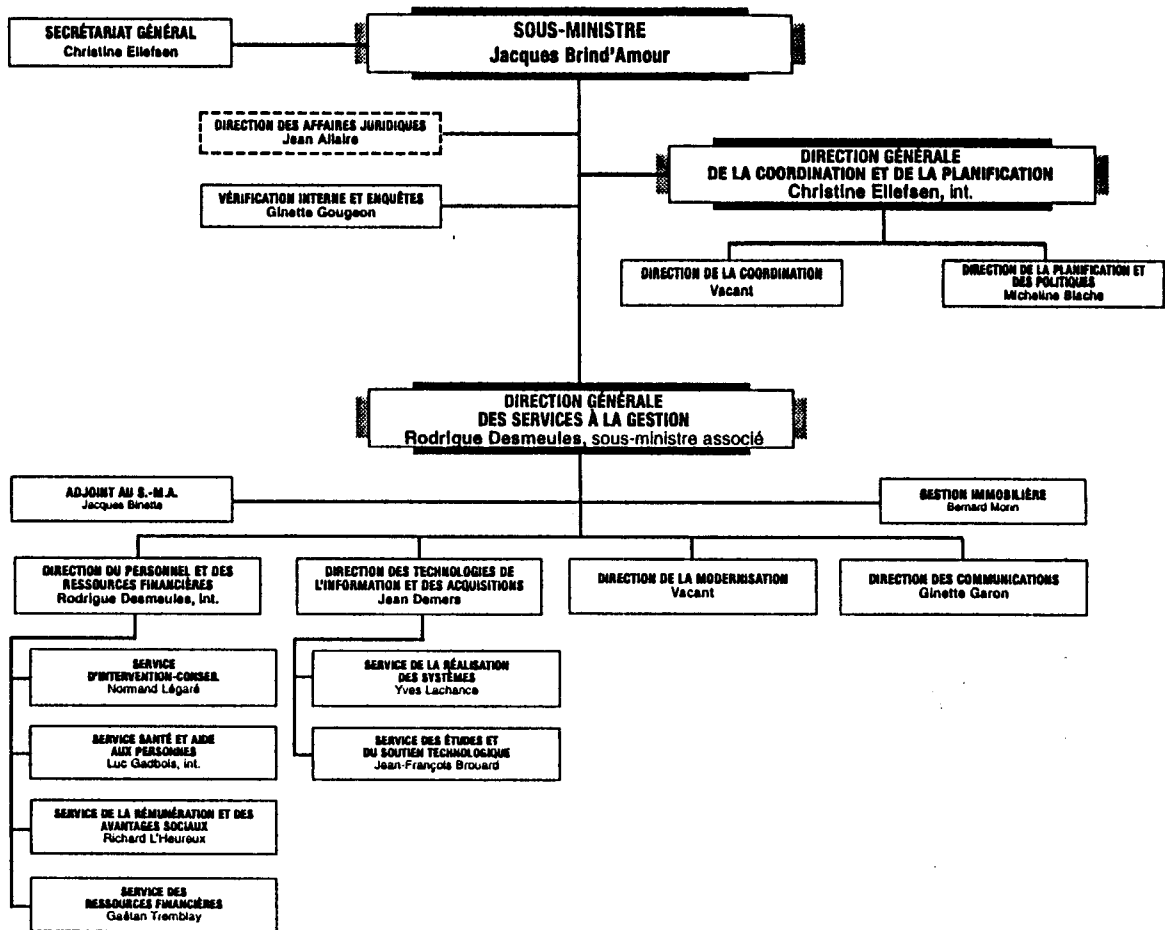 SECRÉTARIAT GÉNÉRAL
Christine Ellefsen
SOUS-MINISTRE
Jacques Brind'Amour
DIRECTION DES AFFAIRES JURIDIQUES
Jean Allaire
VÉRIFICATION INTERNE ET ENQUÊTES
Ginette Gougeon
DIRECTION GÉNÉRALE
DE LA COORDINATION ET DE LA PLANIFICATION
Christine Ellefsen, int.
DIRECTION DE LA COORDINATION
Vacant
DIRECTION DE LA PLANIFICATION ET
DES POLITIQUES
Micheline Blache
DIRECTION GÉNÉRALE
DES SERVICES À LA GESTION
Rodrigue Desmeules, sous-ministre associé
ADJOINT AU S.-M.A.
Jacques Binette
GESTION IMMOBILIÈRE
Bernard Morin
DIRECTION DU PERSONNEL ET DES
RESSOURCES FINANCIÈRES
Rodrigue Desmeules, Int.
DIRECTION DES TECHNOLOGIES DE
L'INFORMATION ET DES ACQUISITIONS
Jean Demers
DIRECTION DE LA MODERNISATION
Vacant
DIRECTION DES COMMUNICATIONS
Ginette Garon
SERVICE
D'INTERVENTION-CONSEIL
Normand Légaré
SERVICE DE LA RÉALISATION
DES SYSTÈMES
Yves Lachance
SERVICE SANTÉ ET AIDE
AUX PERSONNES
Luc Gadbois, int.
SERVICE DES ÉTUDES ET
DU SOUTIEN TECHNOLOGIQUE
Jean-François Brouard
SERVICE DE LA RÉMUNÉRATION ET DES
AVANTAGES SOCIAUX
Richard L'Heureux
SERVICE DES
RESSOURCES FINANCIÈRES
Gaëtan Tremblay